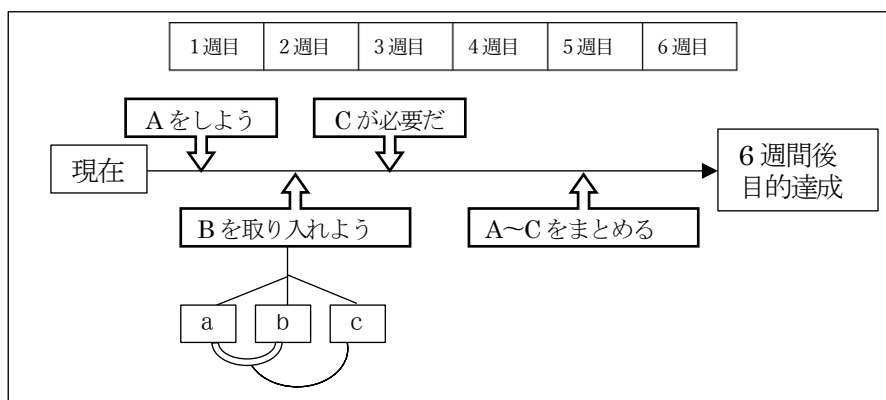 1週目 2週目 3週目 4週目 5週目 6週目
Aをしよう Cが必要だ
現在
6週間後
目的達成
Bを取り入れよう A～Cをまとめる
a b c